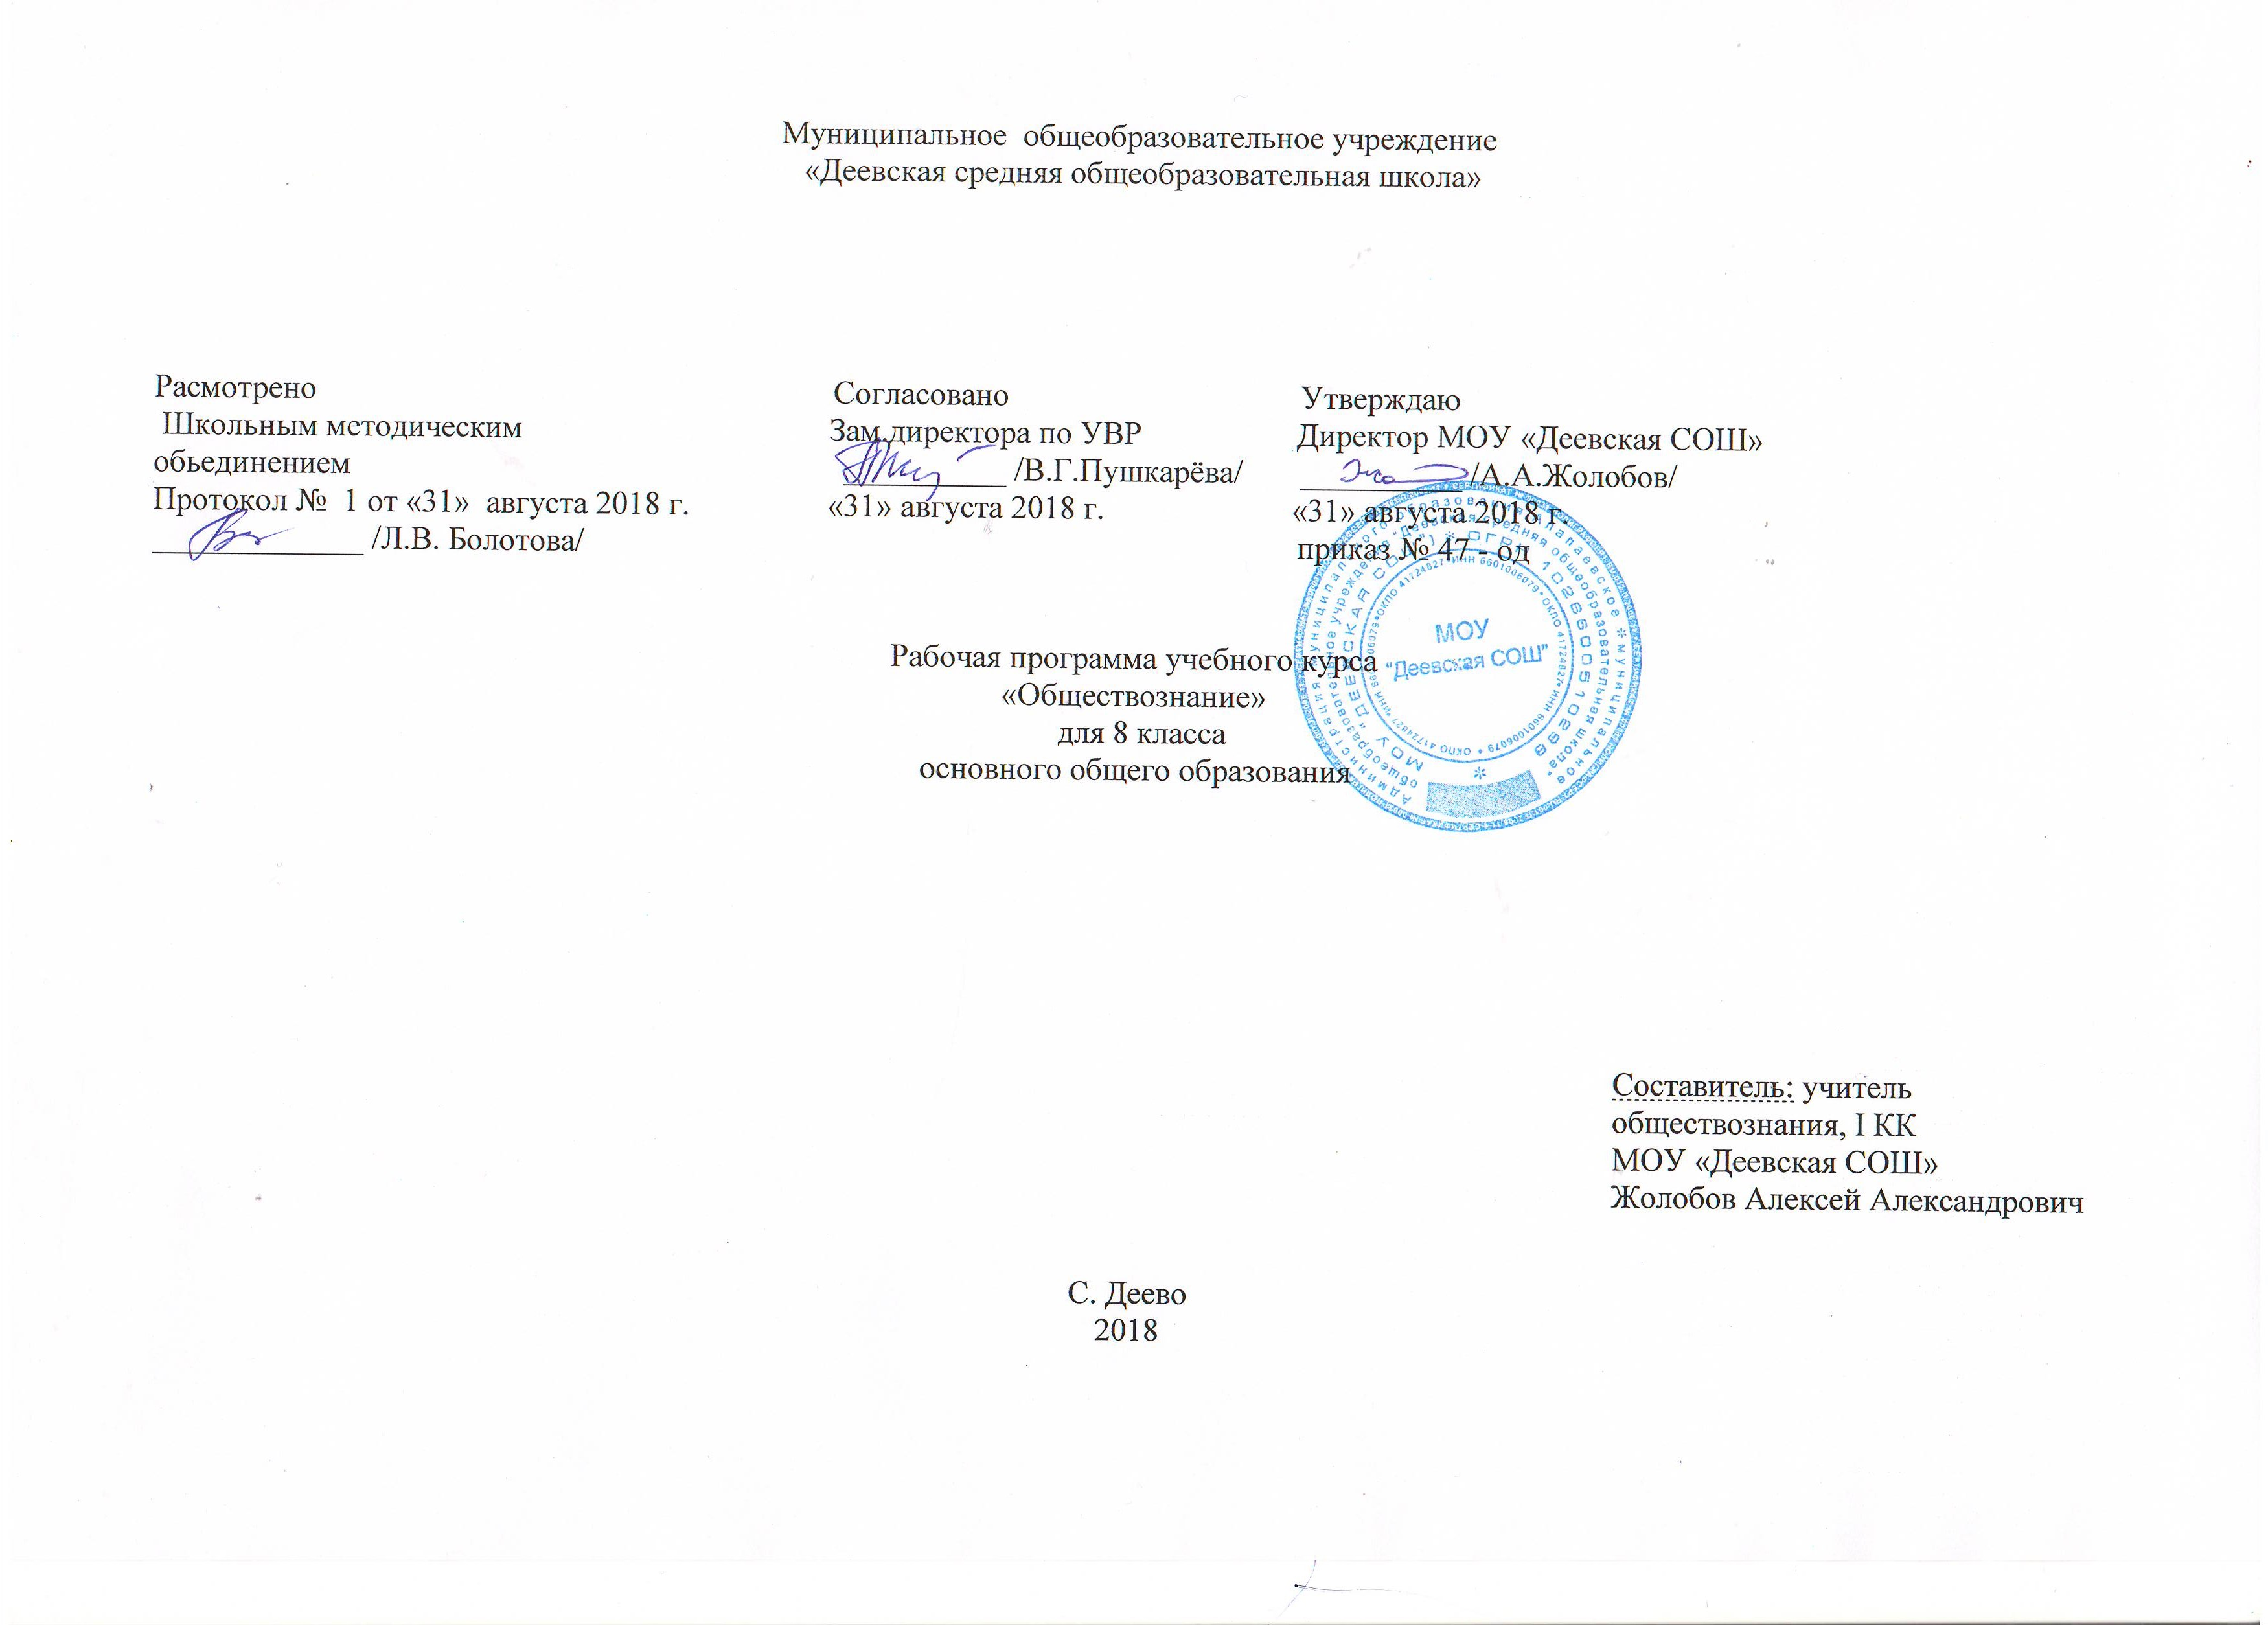 Муниципальное общеобразовательное учреждение
«Деевская средняя общеобразовательная школа»
Расмотрено
Школьным методическим
обьединением
Протокол № 1 от «31» августа 2018 г.
/Л.В. Болотова/
Согласовано
Зам.директора по УВР
/В.Г.Пушкарёва/
«31» августа 2018 г.
Утверждаю
Директор МОУ «Деевская СОШ»
/А.А.Жолобов/
«31» августа 2018 г.
приказ № 47 - од
МОУ
"Деевская СОШ"
Рабочая программа учебного курса
«Обществознание»
для 8 класса
основного общего образования
Составитель: учитель
обществознания, I КК
МОУ «Деевская СОШ»
Жолобов Алексей Александрович
С. Деево
2018